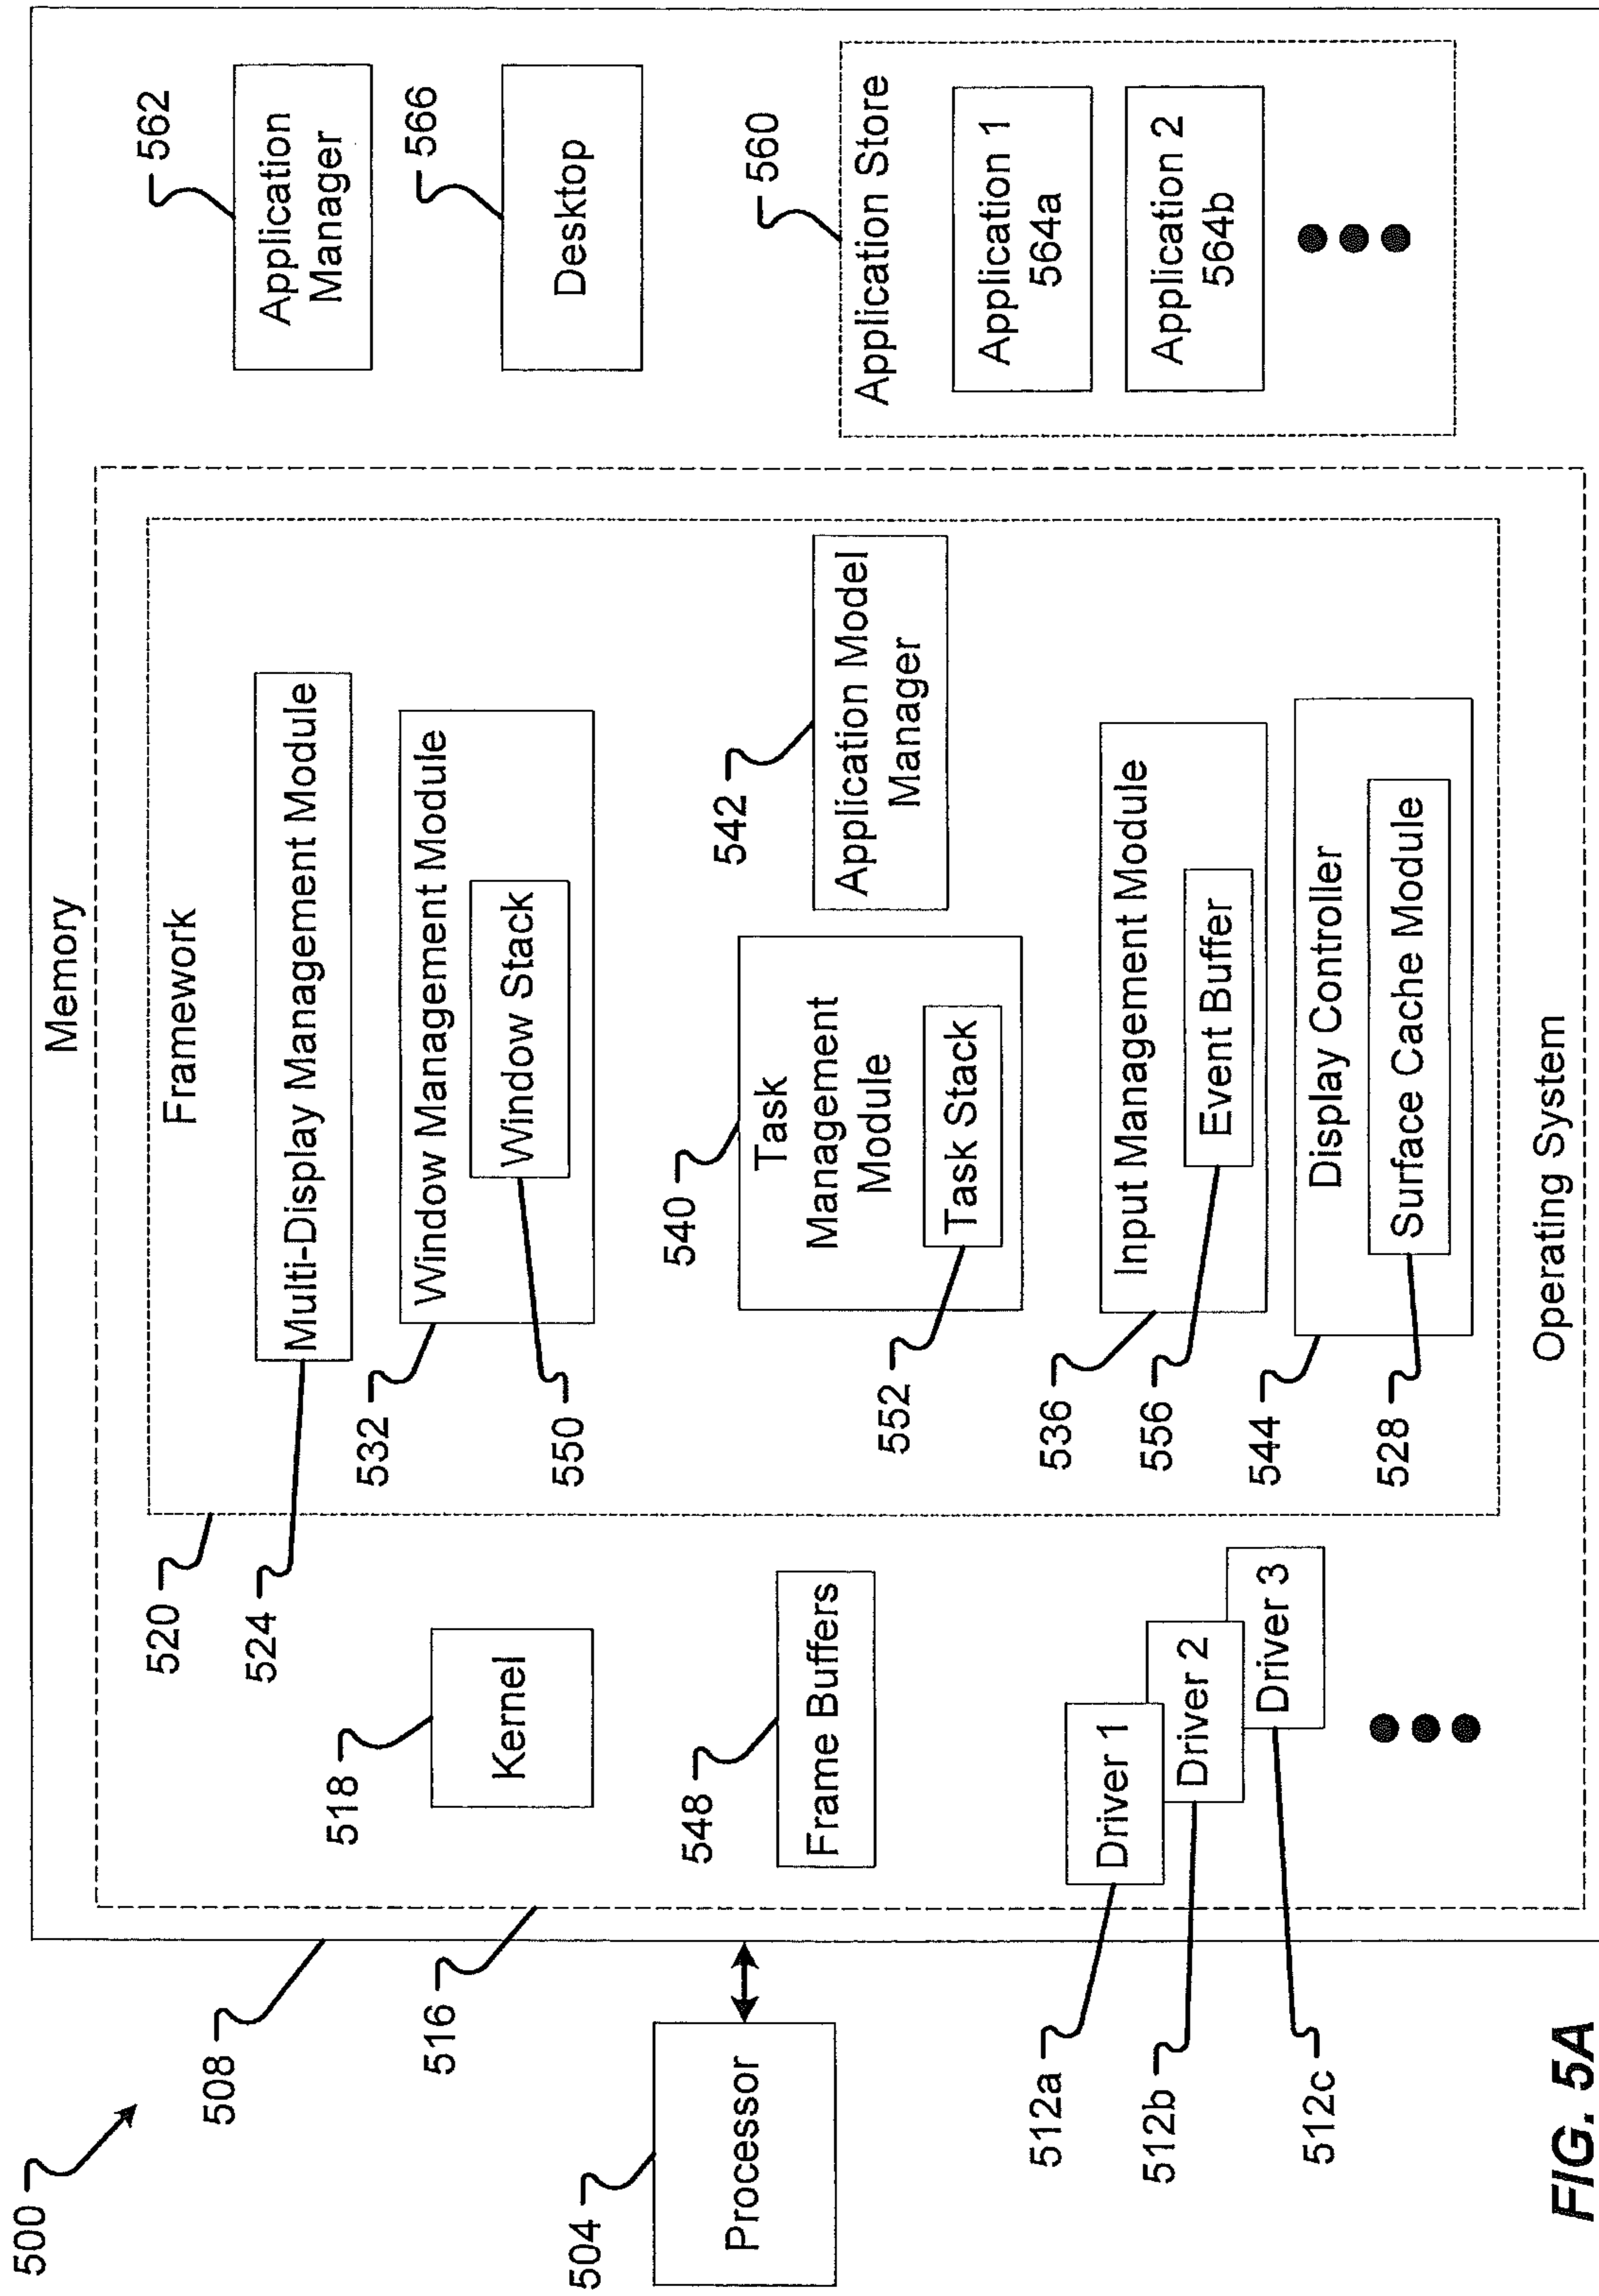 500
508
Memory
516
520
Framework
524
Multi-Display Management Module
532
Window Management Module
550
Window Stack
518
Kernel
562
Application
Manager
566
Desktop
504
Processor
548
Frame Buffers
540
Task
Management
Module
552
Task Stack
542
Application Model
Manager
560
Application Store
Application 1
564a
Application 2
564b
512a
Driver 1
512b
Driver 2
512c
Driver 3
536
Input Management Module
556
Event Buffer
544
Display Controller
528
Surface Cache Module
Operating System
FIG. 5A